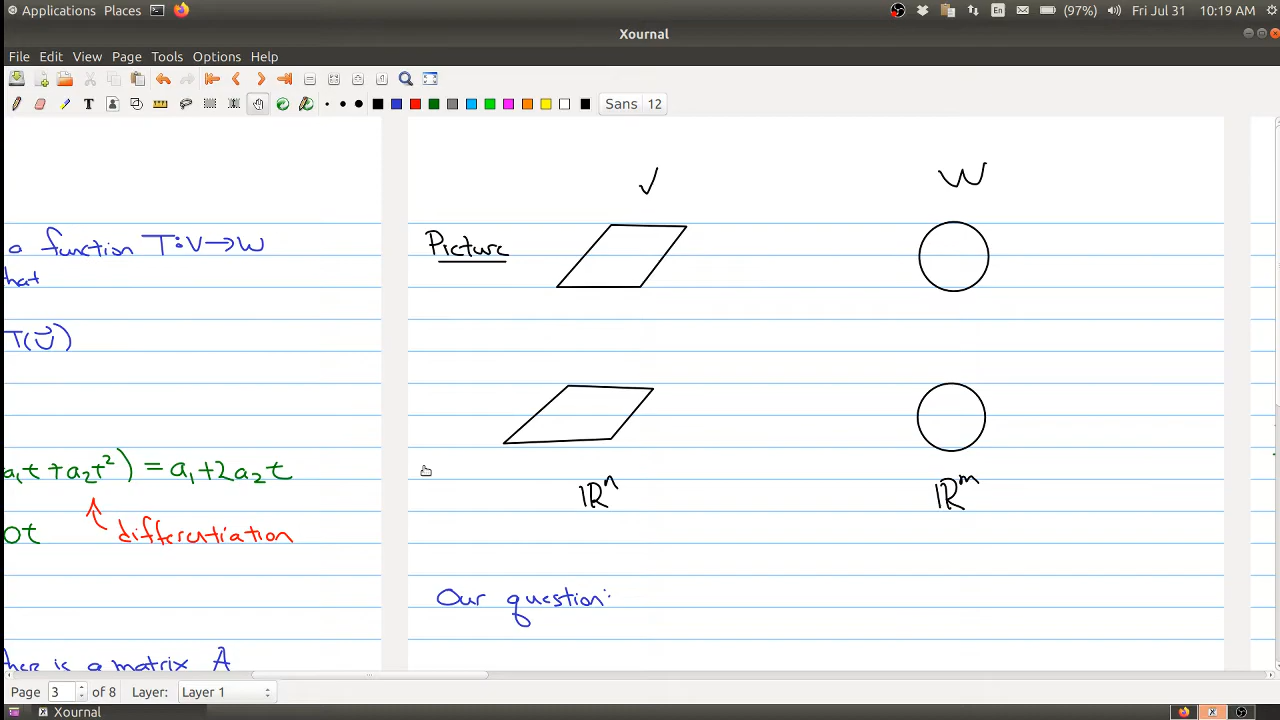 Applications Places En (97%) Fri Jul 31 10:19 AM
Xournal
File Edit View Page Tools Options Help
Sans 12
a function T:V→W
that
T(v⃗)
a₁t + a₂t²) = a₁+2a₂t
0t
differentiation
there is a matrix A
V W
Picture
ℝⁿ ℝᵐ
Our question:
Page 3 of 8 Layer: Layer 1
Xournal